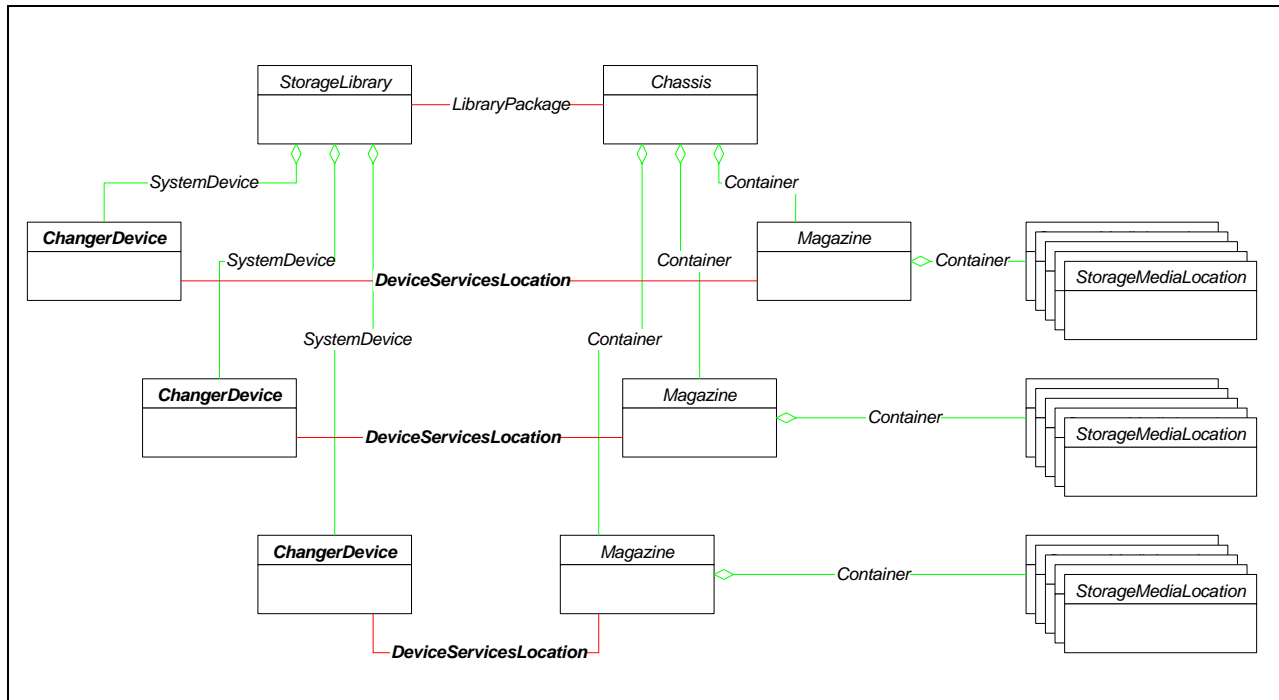 StorageLibrary
LibraryPackage
Chassis
SystemDevice
Container
ChangerDevice
Magazine
SystemDevice
Container
Container
DeviceServicesLocation
StorageMediaLocation
SystemDevice
Container
ChangerDevice
Magazine
Container
DeviceServicesLocation
StorageMediaLocation
ChangerDevice
Magazine
Container
StorageMediaLocation
DeviceServicesLocation